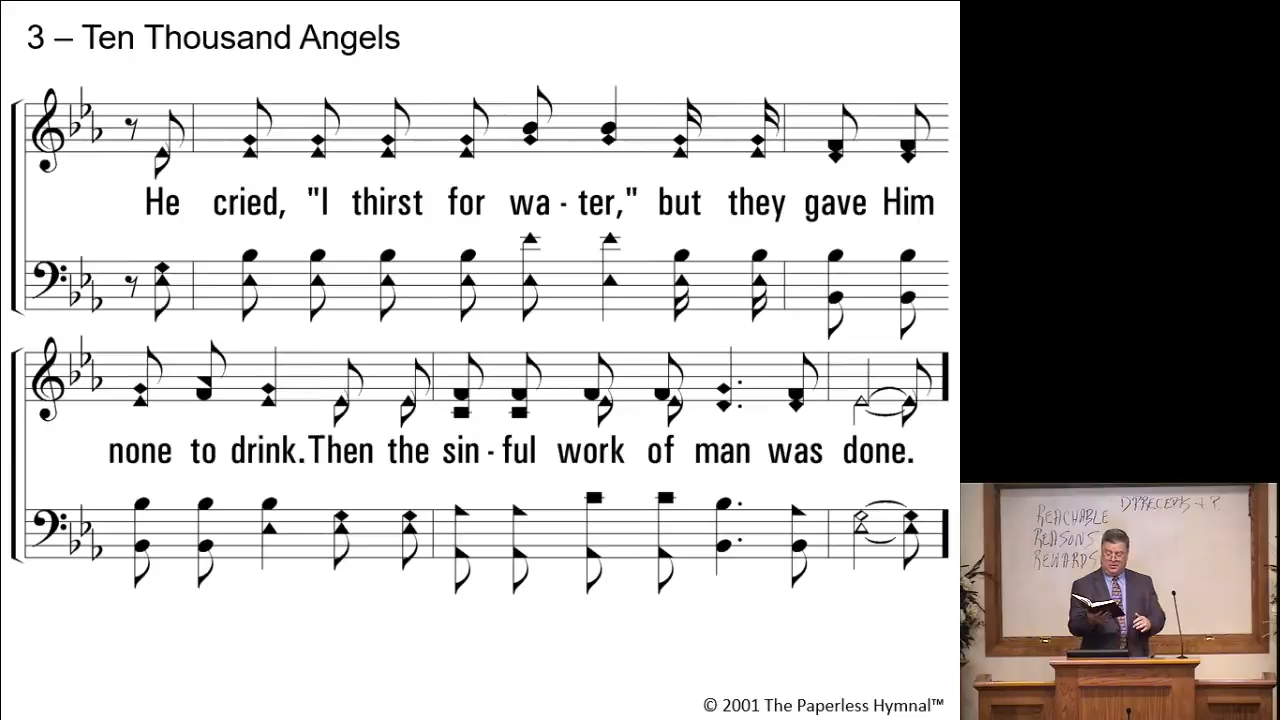 3 – Ten Thousand Angels
He cried, "I thirst for wa - ter," but they gave Him
none to drink. Then the sin - ful work of man was done.
REACHABLE
REASONS
REWARDS
© 2001 The Paperless Hymnal™